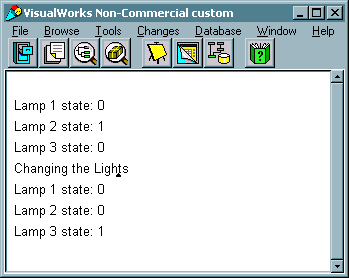 VisualWorks Non-Commercial custom
File Browse Tools Changes Database Window Help
Lamp 1 state: 0
Lamp 2 state: 1
Lamp 3 state: 0
Changing the Lights
Lamp 1 state: 0
Lamp 2 state: 0
Lamp 3 state: 1